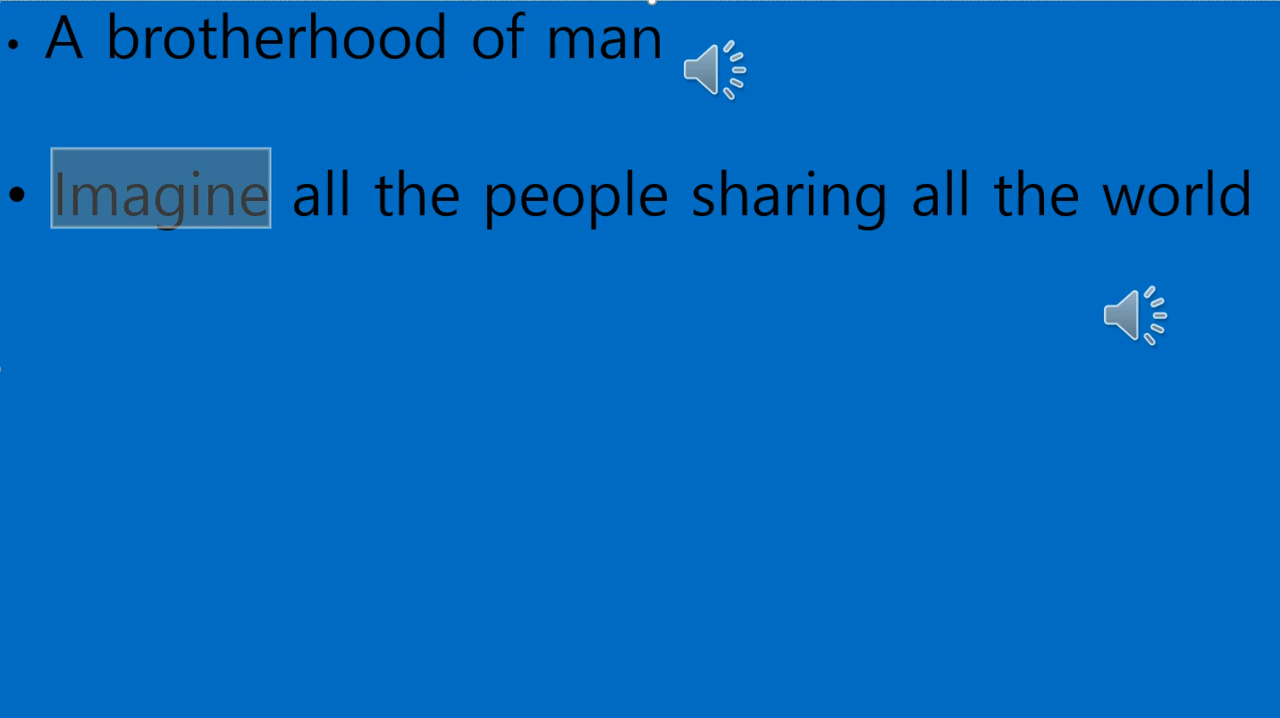 • A brotherhood of man
• Imagine all the people sharing all the world